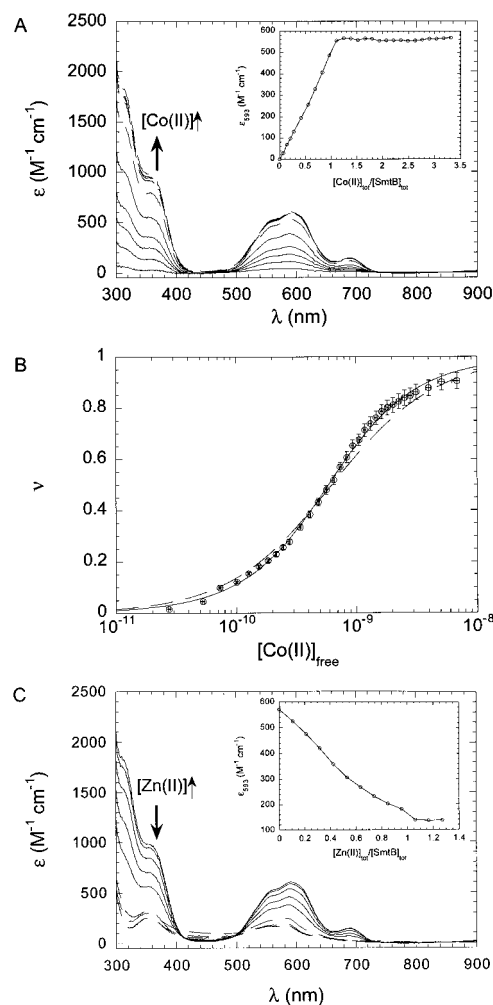 A
2500
2000
1500
1000
500
0
ε (M⁻¹ cm⁻¹)
[Co(II)]↑
300 400 500 600 700 800 900
λ (nm)
600
500
400
300
200
100
0
ε₅₉₃ (M⁻¹ cm⁻¹)
0 0.5 1 1.5 2 2.5 3 3.5
[Co(II)]tot/[SmtB]tot
B
1
0.8
0.6
0.4
0.2
0
ν
10⁻¹¹ 10⁻¹⁰ 10⁻⁹ 10⁻⁸
[Co(II)]free
C
2500
2000
1500
1000
500
0
ε (M⁻¹ cm⁻¹)
[Zn(II)]↑
300 400 500 600 700 800 900
λ (nm)
600
500
400
300
200
100
ε₅₉₃ (M⁻¹ cm⁻¹)
0 0.2 0.4 0.6 0.8 1 1.2 1.4
[Zn(II)]tot/[SmtB]tot